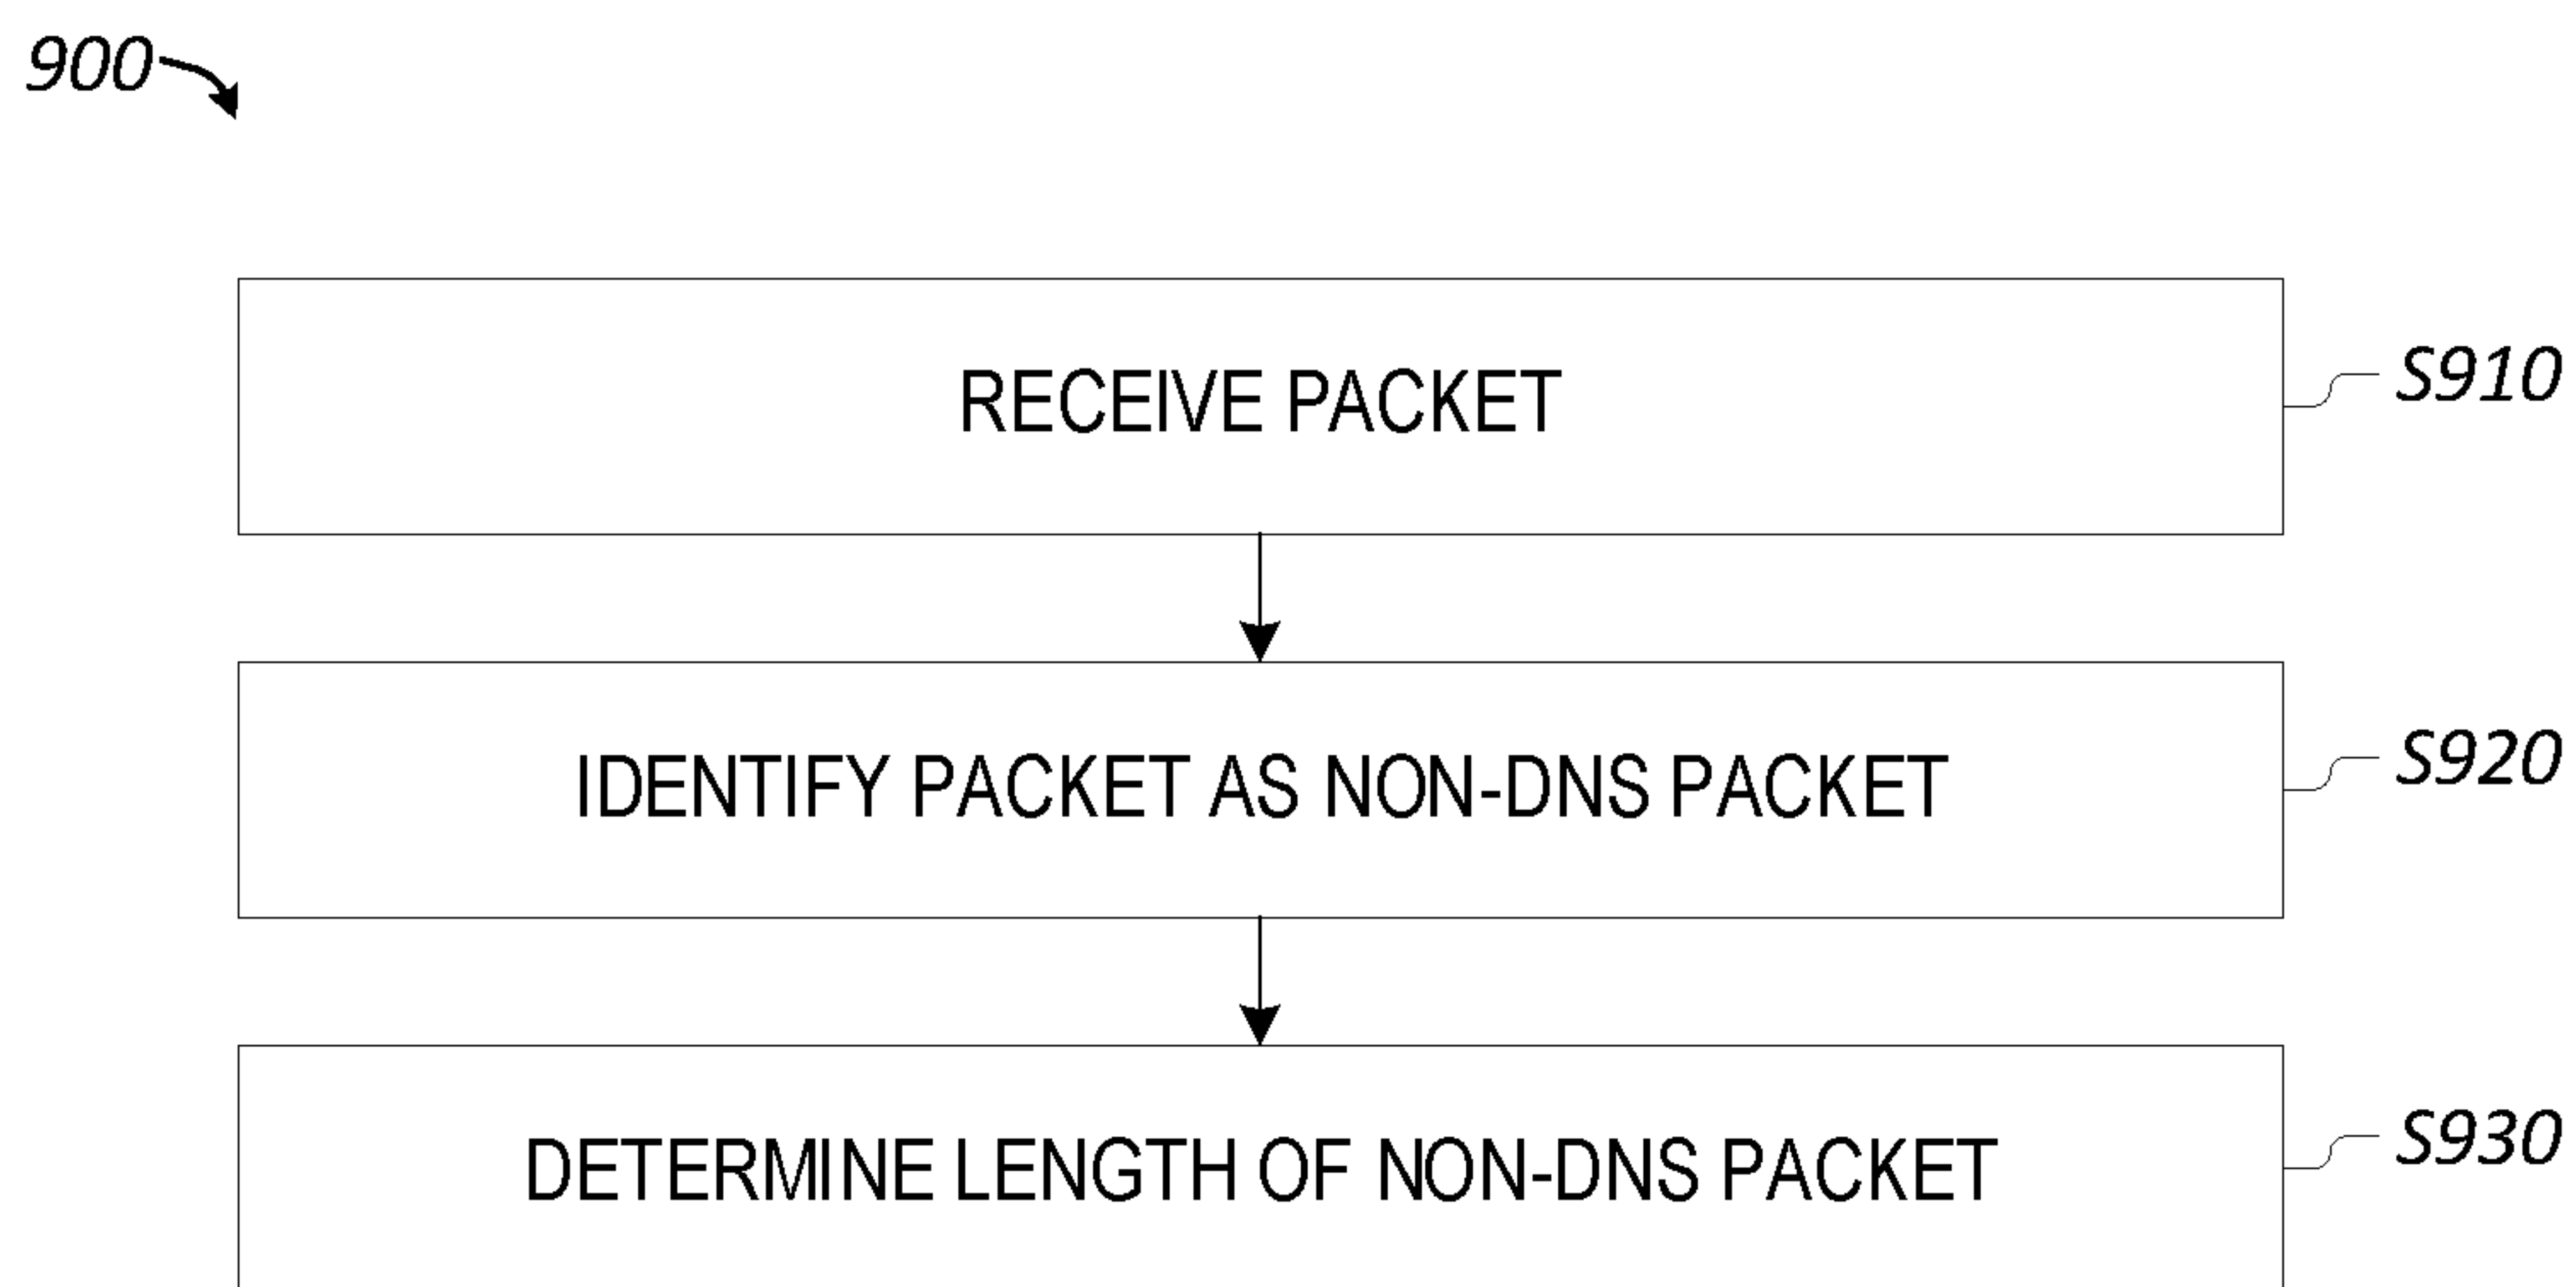 900
RECEIVE PACKET
S910
IDENTIFY PACKET AS NON-DNS PACKET
S920
DETERMINE LENGTH OF NON-DNS PACKET
S930